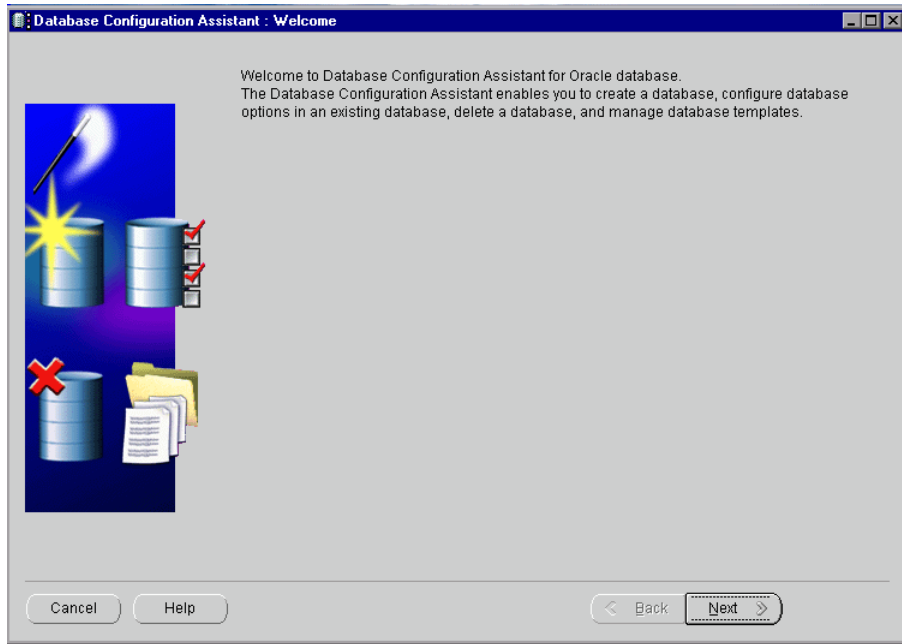 Database Configuration Assistant : Welcome
Welcome to Database Configuration Assistant for Oracle database.
The Database Configuration Assistant enables you to create a database, configure database
options in an existing database, delete a database, and manage database templates.
Cancel
Help
Back
Next